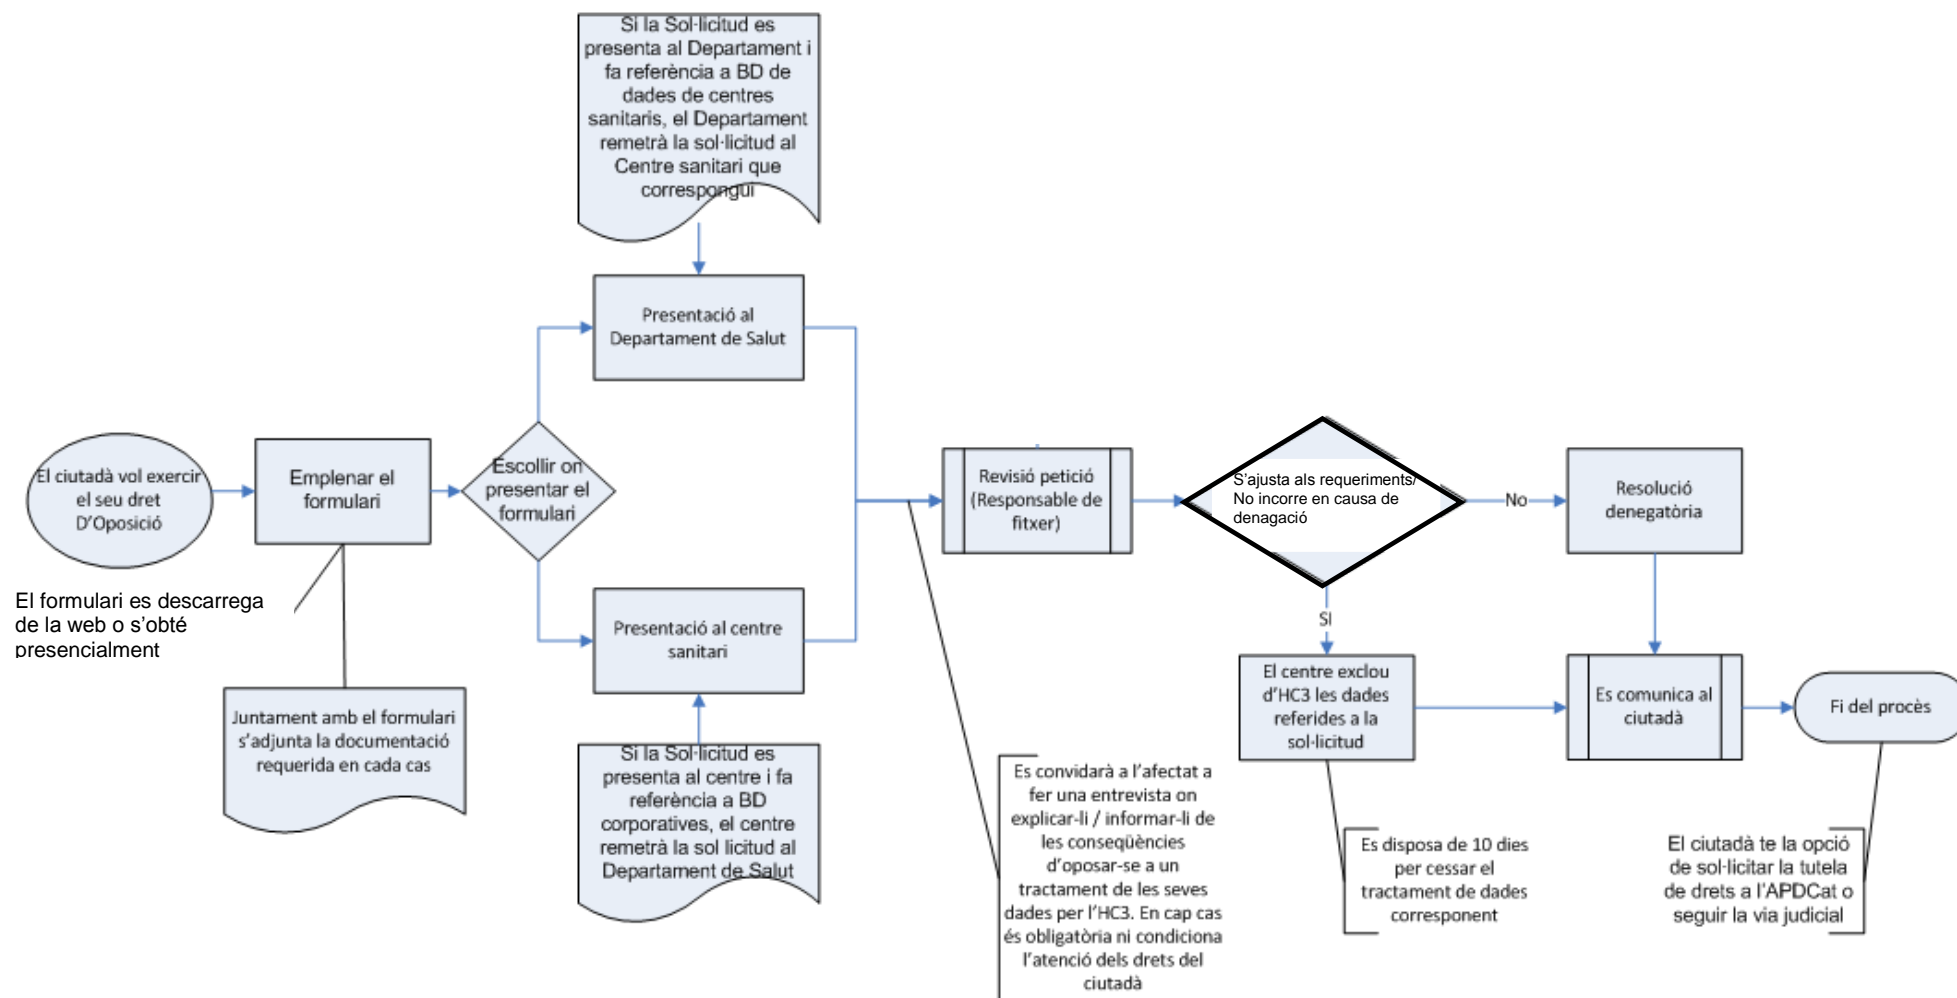 Si la Sol·licitud es
presenta al Departament i
fa referència a BD de
dades de centres
sanitaris, el Departament
remetrà la sol·licitud al
Centre sanitari que
correspongui
Presentació al
Departament de Salut
El ciutadà vol exercir
el seu dret
D'Oposició
Emplenar el
formulari
Escollir on
presentar el
formulari
Revisió petició
(Responsable de
fitxer)
S'ajusta als requeriments/
No incorre en causa de
denagació
No
Resolució
denegatòria
El formulari es descarrega
de la web o s'obté
presencialment
Presentació al centre
sanitari
SI
El centre exclou
d'HC3 les dades
referides a la
sol·licitud
Es comunica al
ciutadà
Fi del procès
Juntament amb el formulari
s'adjunta la documentació
requerida en cada cas
Si la Sol·licitud es
presenta al centre i fa
referència a BD
corporatives, el centre
remetrà la sol licitud al
Departament de Salut
Es convidarà a l'afectat a
fer una entrevista on
explicar-li / informar-li de
les conseqüències
d'oposar-se a un
tractament de les seves
dades per l'HC3. En cap cas
és obligatòria ni condiciona
l'atenció dels drets del
ciutadà
Es disposa de 10 dies
per cessar el
tractament de dades
corresponent
El ciutadà te la opció
de sol·licitar la tutela
de drets a l'APDCat o
seguir la via judicial